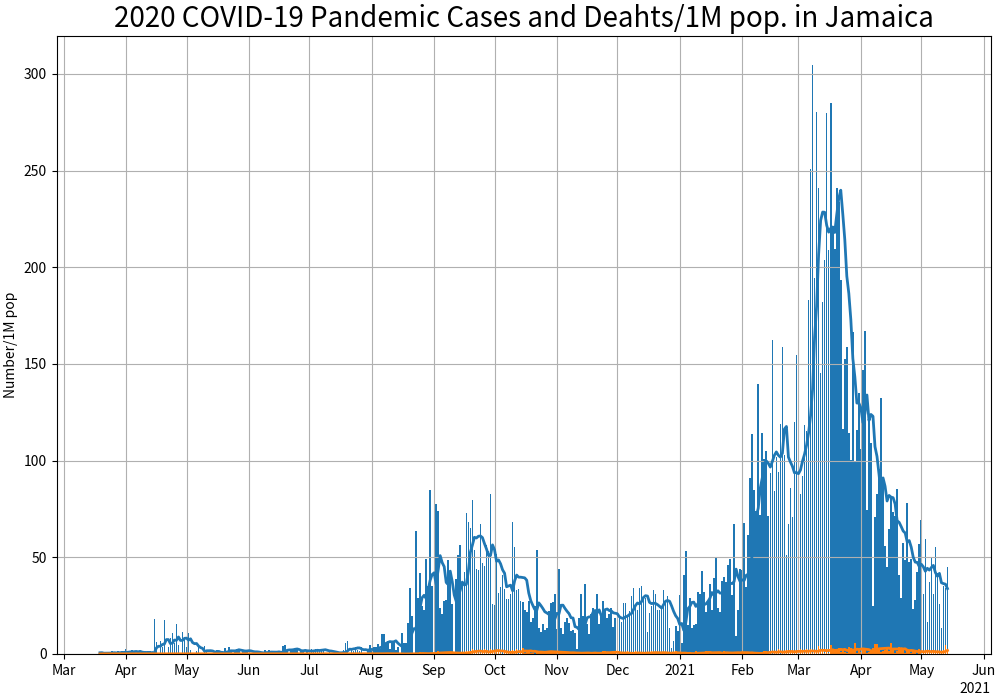 2020 COVID-19 Pandemic Cases and Deahts/1M pop. in Jamaica
Number/1M pop
300
250
200
150
100
50
0
Mar Apr May Jun Jul Aug Sep Oct Nov Dec 2021 Feb Mar Apr May Jun
2021